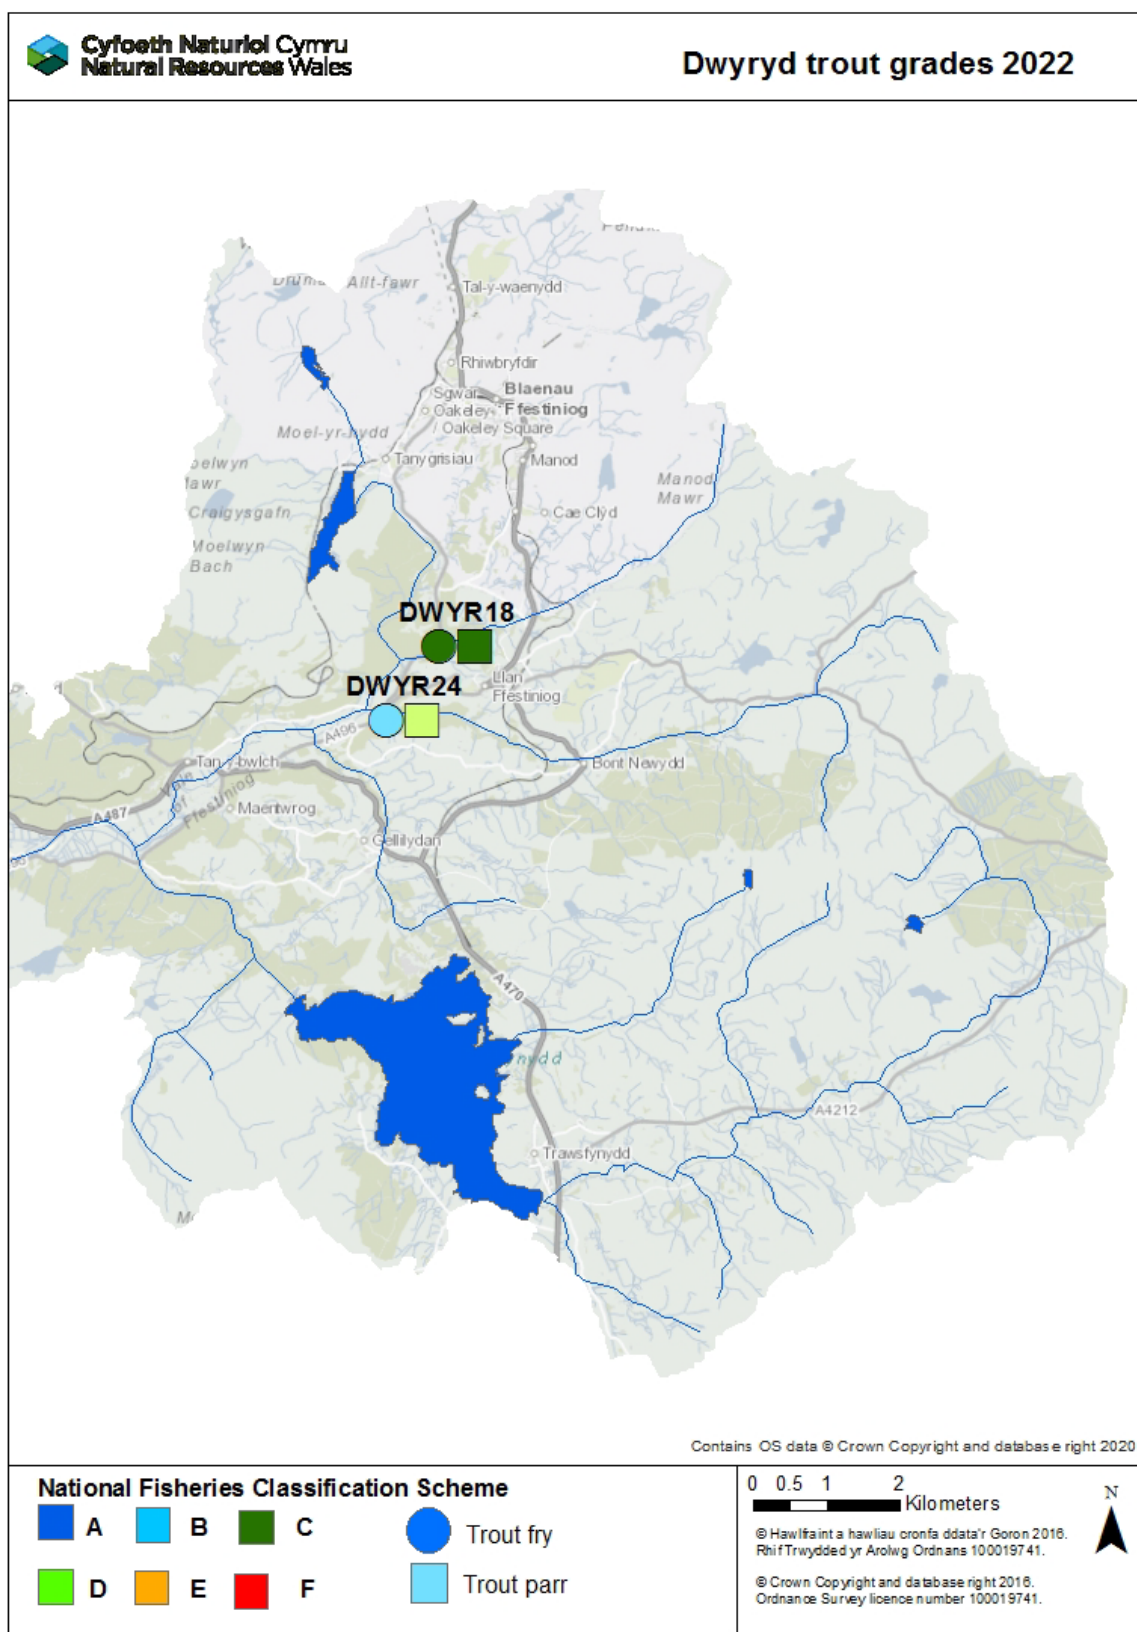 Cyfoeth Naturiol Cymru
Natural Resources Wales
Dwyryd trout grades 2022
Allt-fawr
Tal-y-waenydd
Rhiwbryfdir
Sgwar
Oakeley
/ Oakeley Square
Blaenau
Ffestiniog
Moel-yr-hydd
Tanygrisiau
Manod
Manod
Mawr
Craigysgafn
Cae Clyd
Moelwyn
Bach
DWYR18
Llan
Ffestiniog
DWYR24
A496
Tan-y-bwlch
Bont Newydd
Vale
of
Ffestiniog
A487
Maentwrog
Gellilydan
A470
A4212
Trawsfynydd
Contains OS data © Crown Copyright and database right 2020
National Fisheries Classification Scheme
A B C
D E F
Trout fry
Trout parr
0 0.5 1 2
Kilometers
N
© Hawlfraint a hawliau cronfa ddata'r Goron 2016.
Rhif Trwydded yr Arolwg Ordnans 100019741.
© Crown Copyright and database right 2016.
Ordnance Survey licence number 100019741.